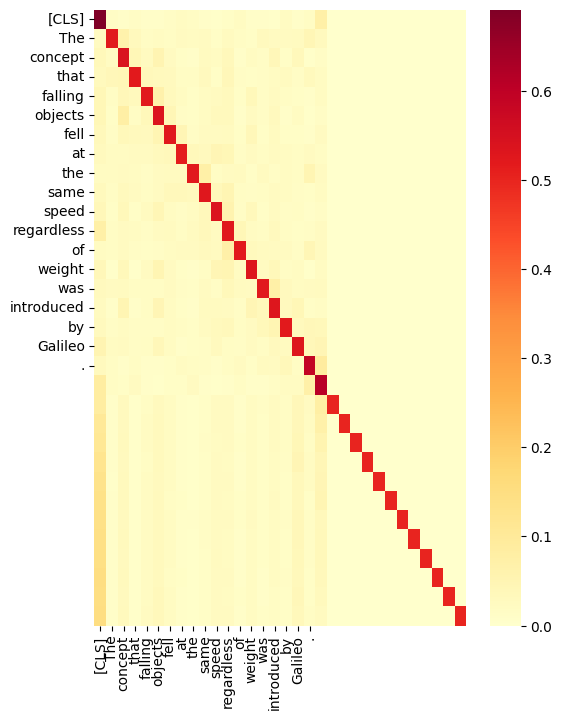 [CLS]
The
concept
that
falling
objects
fell
at
the
same
speed
regardless
of
weight
was
introduced
by
Galileo
.
[CLS]
The
concept
that
falling
objects
fell
at
the
same
speed
regardless
of
weight
was
introduced
by
Galileo
.
0.6
0.5
0.4
0.3
0.2
0.1
0.0